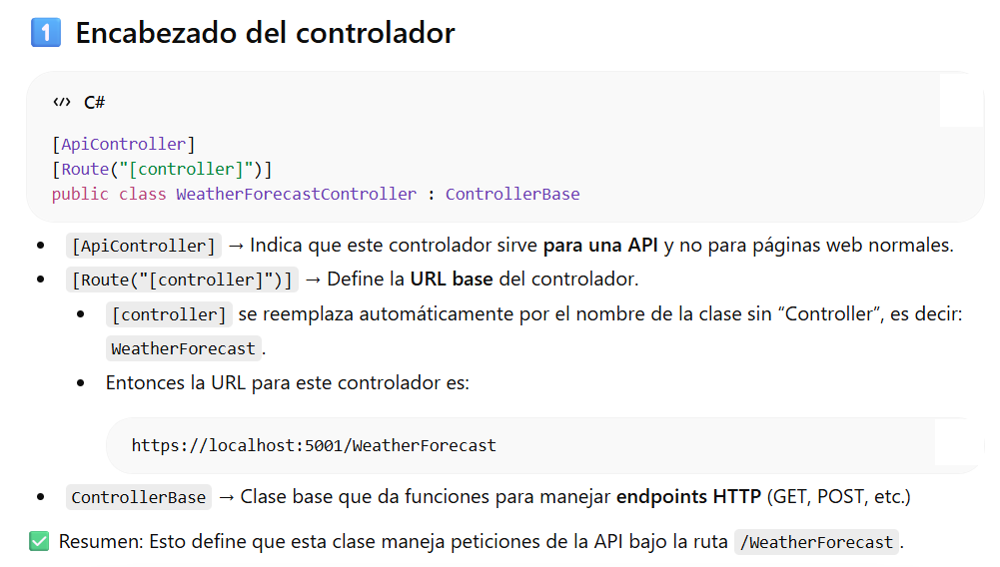 1 Encabezado del controlador
</> C#
[ApiController]
[Route("[controller]")]
public class WeatherForecastController : ControllerBase
• [ApiController] → Indica que este controlador sirve para una API y no para páginas web normales.
• [Route("[controller]")] → Define la URL base del controlador.
• [controller] se reemplaza automáticamente por el nombre de la clase sin “Controller”, es decir:
WeatherForecast.
• Entonces la URL para este controlador es:
https://localhost:5001/WeatherForecast
• ControllerBase → Clase base que da funciones para manejar endpoints HTTP (GET, POST, etc.)
✅ Resumen: Esto define que esta clase maneja peticiones de la API bajo la ruta /WeatherForecast.